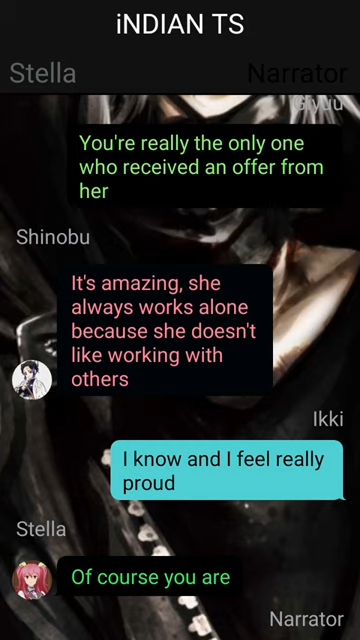 iNDIAN TS
Stella
Narrator
Giyuu
You're really the only one
who received an offer from
her
Shinobu
It's amazing, she
always works alone
because she doesn't
like working with
others
Ikki
I know and I feel really
proud
Stella
Of course you are
Narrator